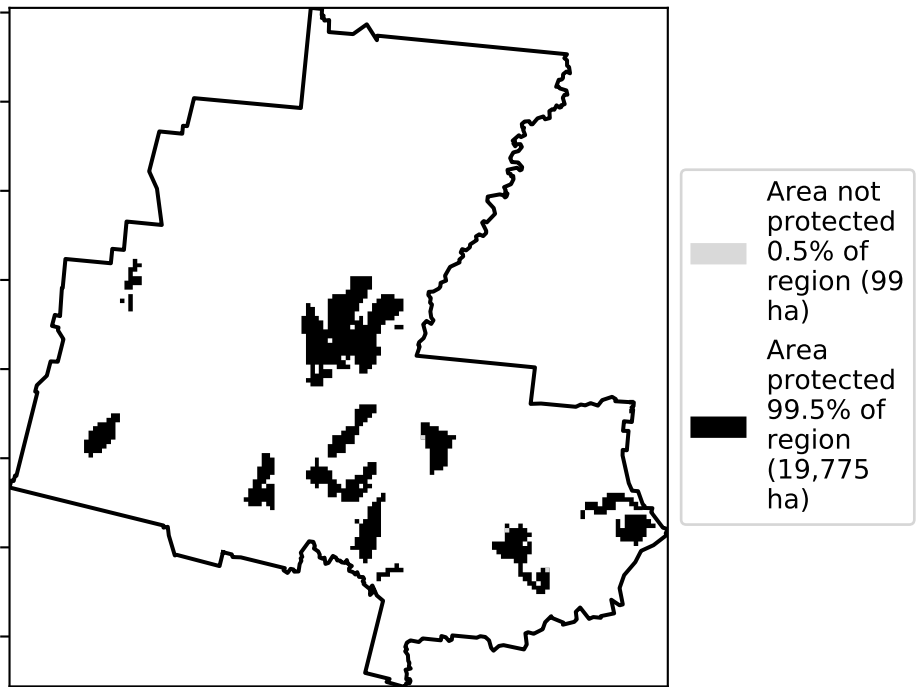 Area not
protected
0.5% of
region (99
ha)
Area
protected
99.5% of
region
(19,775
ha)